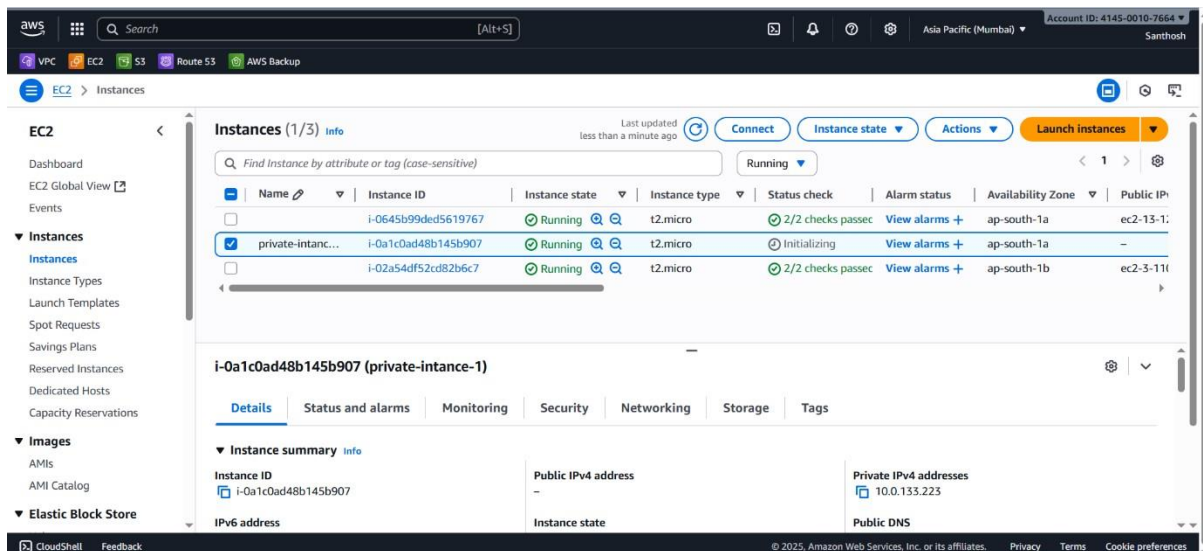 aws Search [Alt+S] Asia Pacific (Mumbai) ▼ Account ID: 4145-0010-7664 ▼
Santhosh
VPC EC2 S3 Route 53 AWS Backup
EC2 > Instances
EC2
Dashboard
EC2 Global View
Events
▼ Instances
Instances
Instance Types
Launch Templates
Spot Requests
Savings Plans
Reserved Instances
Dedicated Hosts
Capacity Reservations
▼ Images
AMIs
AMI Catalog
▼ Elastic Block Store
Instances (1/3) Info
Last updated
less than a minute ago
Connect Instance state ▼ Actions ▼ Launch instances ▼
Find Instance by attribute or tag (case-sensitive) Running ▼ < 1 >
Name Instance ID Instance state Instance type Status check Alarm status Availability Zone Public IP
i-0645b99ded5619767 Running t2.micro 2/2 checks passec View alarms + ap-south-1a ec2-13-1
private-intanc... i-0a1c0ad48b145b907 Running t2.micro Initializing View alarms + ap-south-1a –
i-02a54df52cd82b6c7 Running t2.micro 2/2 checks passec View alarms + ap-south-1b ec2-3-11
i-0a1c0ad48b145b907 (private-intance-1)
Details Status and alarms Monitoring Security Networking Storage Tags
▼ Instance summary Info
Instance ID Public IPv4 address Private IPv4 addresses
i-0a1c0ad48b145b907 – 10.0.133.223
IPv6 address Instance state Public DNS
CloudShell Feedback © 2025, Amazon Web Services, Inc. or its affiliates. Privacy Terms Cookie preferences